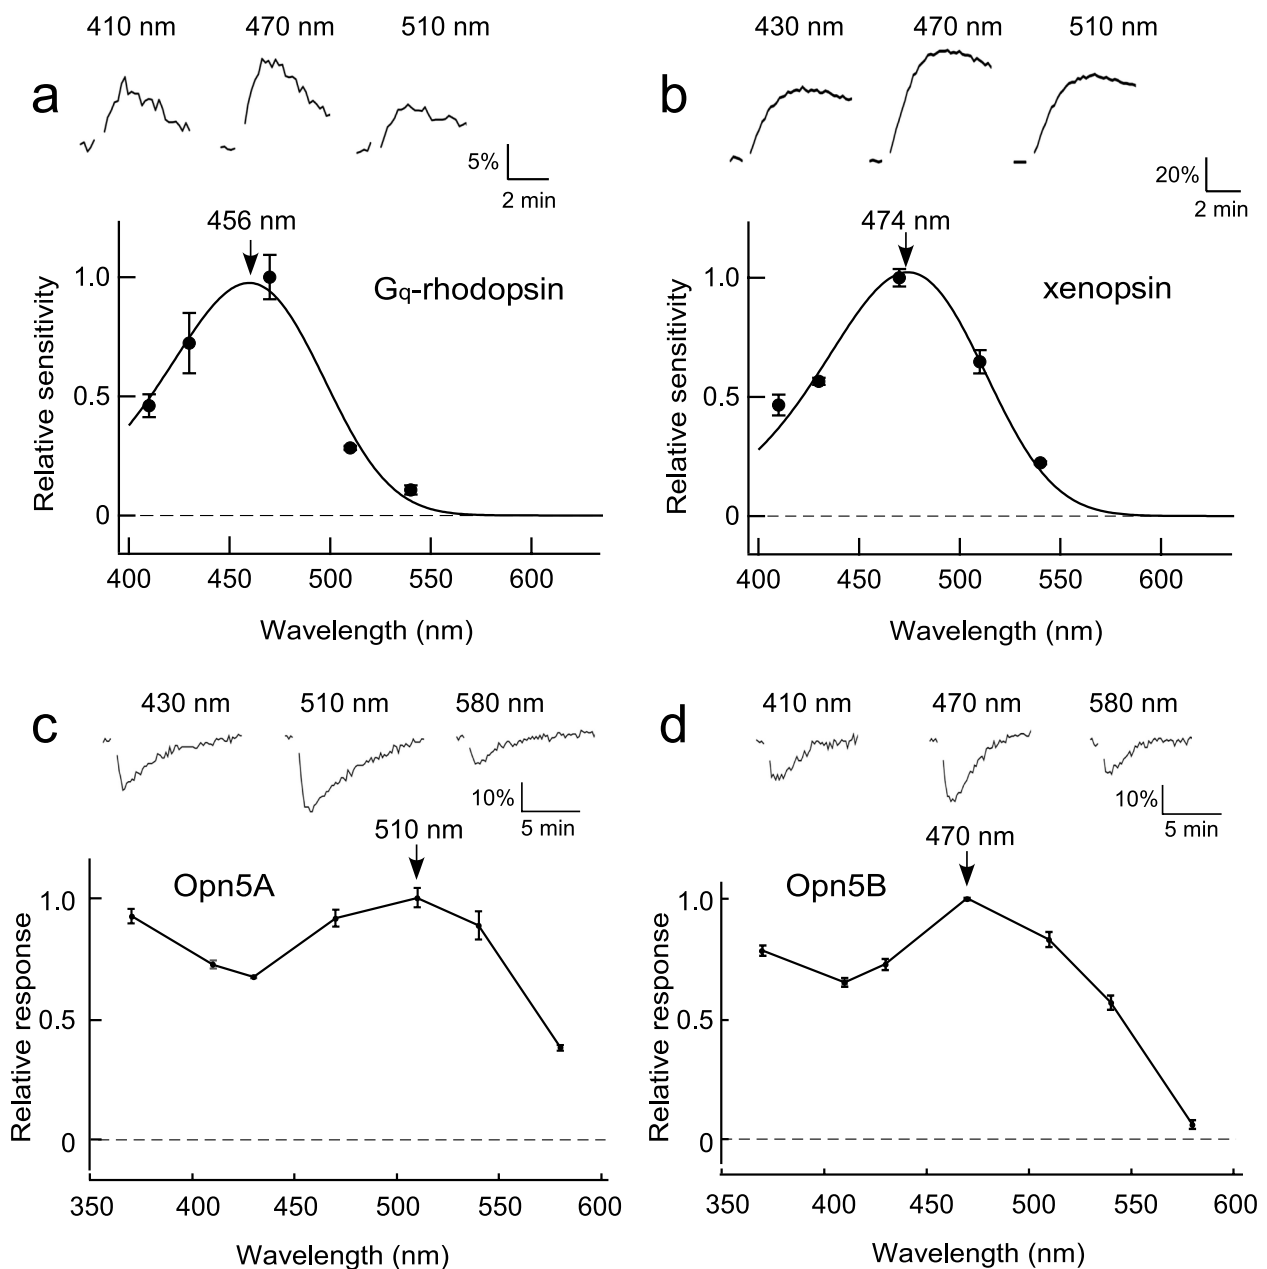 410 nm 470 nm 510 nm
a
5%
2 min
456 nm
Gq-rhodopsin
Relative sensitivity
1.0
0.5
0
400 450 500 550 600
Wavelength (nm)
430 nm 470 nm 510 nm
b
20%
2 min
474 nm
xenopsin
Relative sensitivity
1.0
0.5
0
400 450 500 550 600
Wavelength (nm)
430 nm 510 nm 580 nm
c
10%
5 min
510 nm
Opn5A
Relative response
1.0
0.5
0
350 400 450 500 550 600
Wavelength (nm)
410 nm 470 nm 580 nm
d
10%
5 min
470 nm
Opn5B
Relative response
1.0
0.5
0
350 400 450 500 550 600
Wavelength (nm)